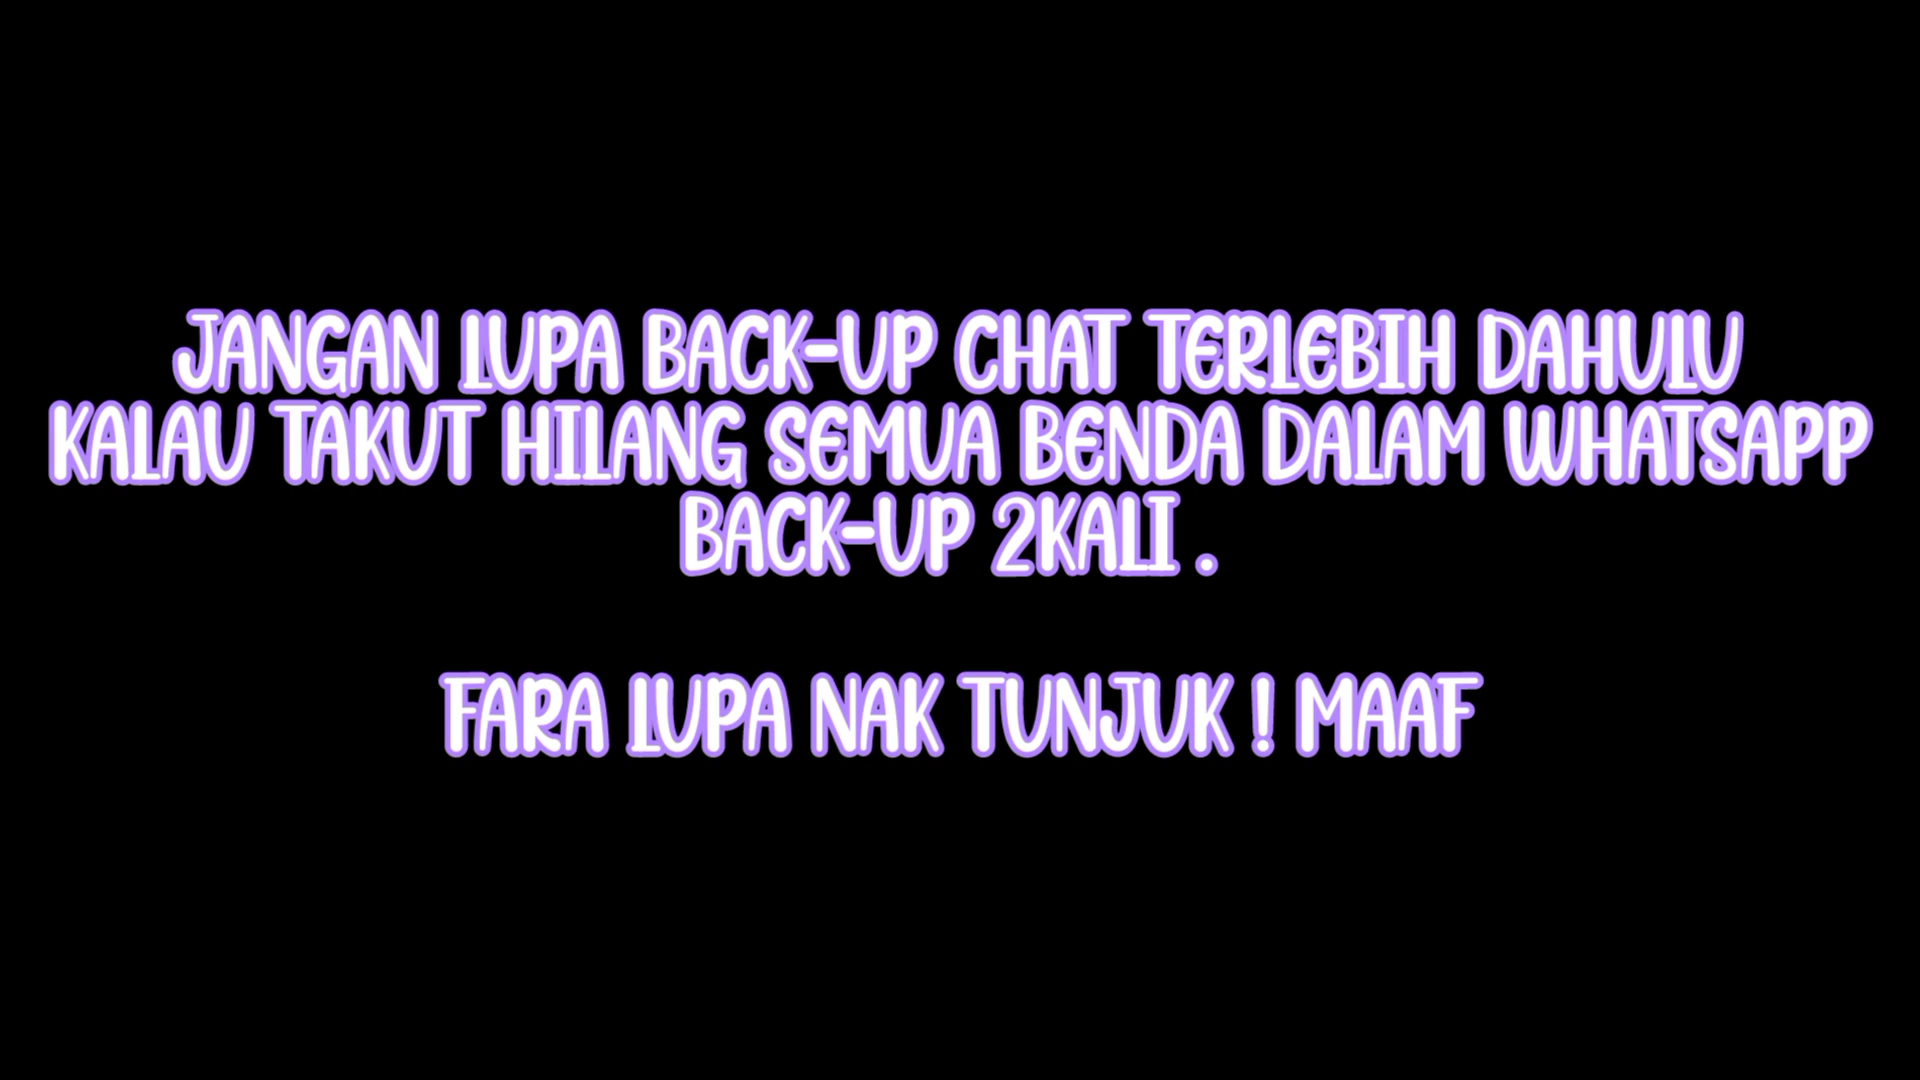 JANGAN LUPA BACK-UP CHAT TERLEBIH DAHULU
KALAU TAKUT HILANG SEMUA BENDA DALAM WHATSAPP
BACK-UP 2KALI .
FARA LUPA NAK TUNJUK ! MAAF